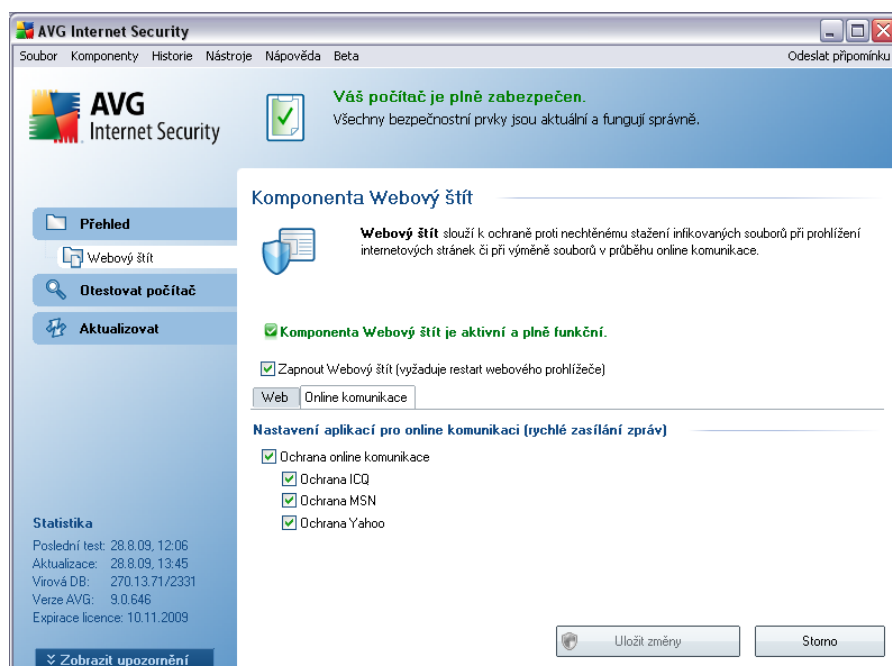 AVG Internet Security
Soubor Komponenty Historie Nástroje Nápověda Beta Odeslat připomínku
AVG
Internet Security
Váš počítač je plně zabezpečen.
Všechny bezpečnostní prvky jsou aktuální a fungují správně.
Přehled
Webový štít
Otestovat počítač
Aktualizovat
Komponenta Webový štít
Webový štít slouží k ochraně proti nechtěnému stažení infikovaných souborů při prohlížení
internetových stránek či při výměně souborů v průběhu online komunikace.
Komponenta Webový štít je aktivní a plně funkční.
Zapnout Webový štít (vyžaduje restart webového prohlížeče)
Web Online komunikace
Nastavení aplikací pro online komunikaci (rychlé zasílání zpráv)
Ochrana online komunikace
Ochrana ICQ
Ochrana MSN
Ochrana Yahoo
Statistika
Poslední test: 28.8.09, 12:06
Aktualizace: 28.8.09, 13:45
Virová DB: 270.13.71/2331
Verze AVG: 9.0.646
Expirace licence: 10.11.2009
Zobrazit upozornění
Uložit změny Storno